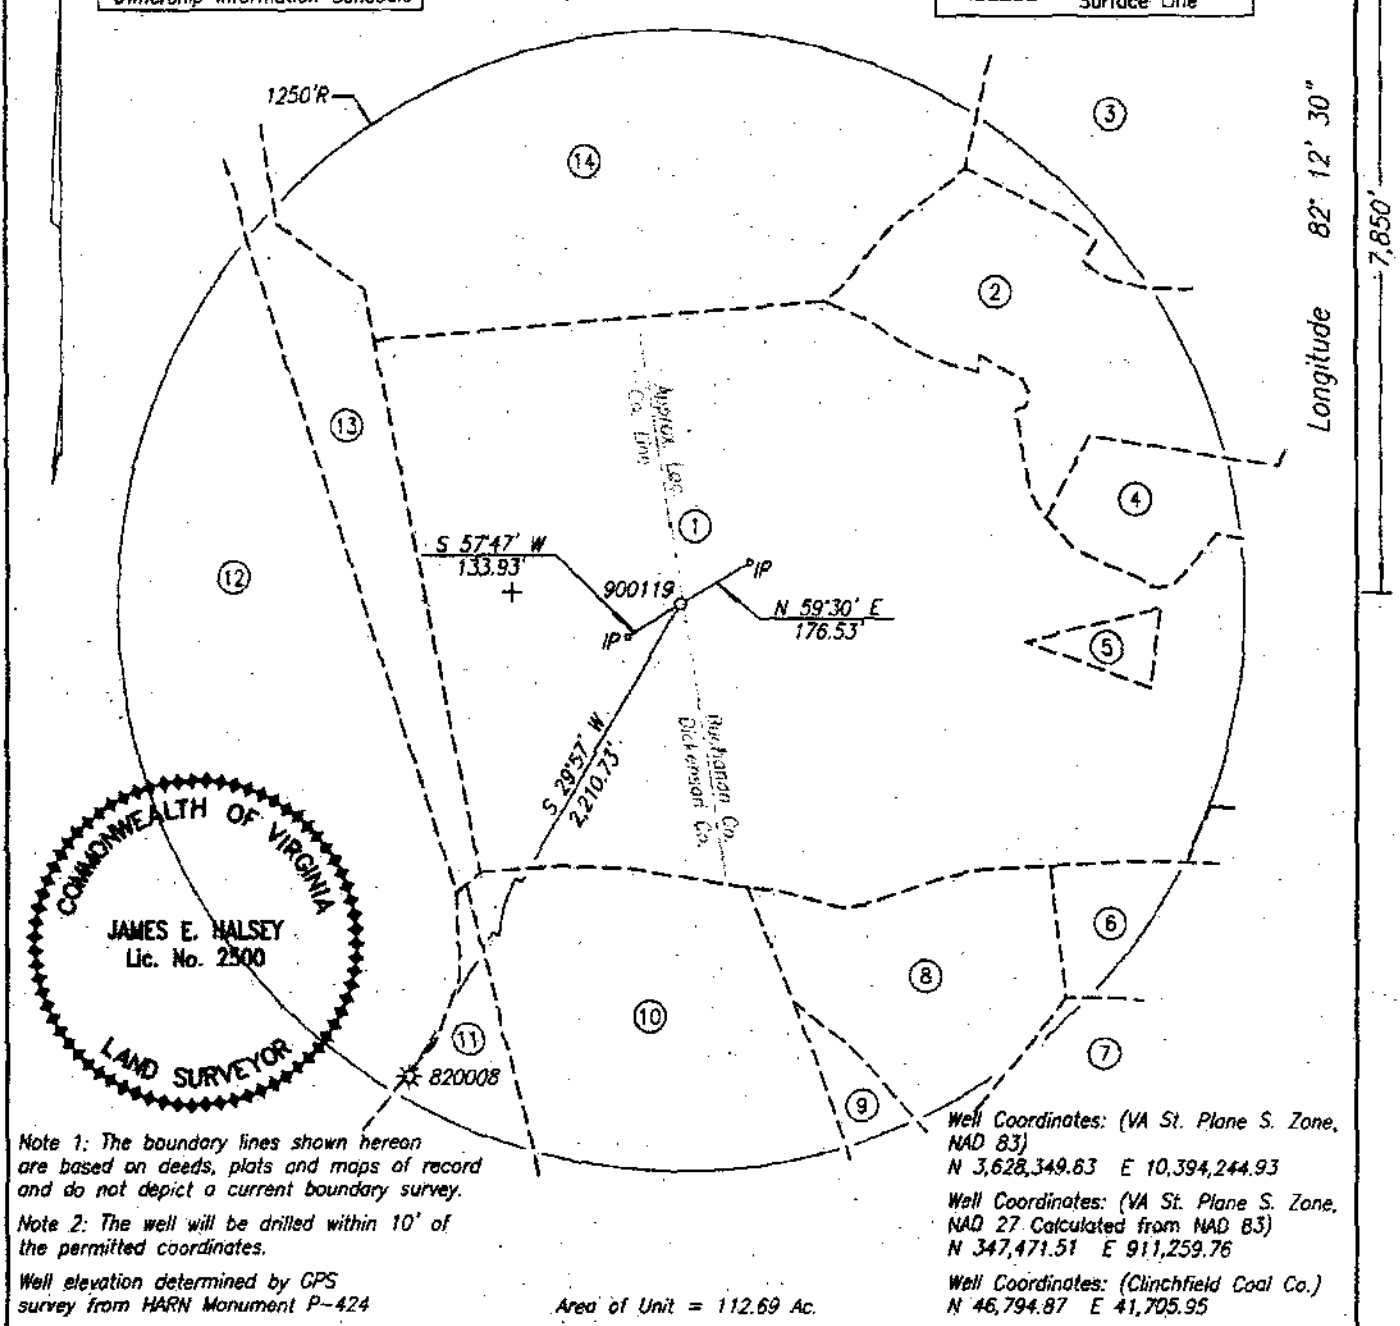 Ownership Information Schedule
Surface Line
1250'R
3
14
Longitude 82° 12' 30"
7,850'
2
13
Approx. Loc.
Co. Line
4
1
S 57°47' W
133.93'
12
900119
IP
N 59°30' E
176.53'
IP
5
S 29°57' W
2,210.73'
Buchanan Co.
Dickenson Co.
COMMONWEALTH OF VIRGINIA
JAMES E. HALSEY
Lic. No. 2500
LAND SURVEYOR
6
8
10
11
7
820008
9
Note 1: The boundary lines shown hereon
are based on deeds, plats and maps of record
and do not depict a current boundary survey.
Note 2: The well will be drilled within 10' of
the permitted coordinates.
Well elevation determined by GPS
survey from HARN Monument P-424
Area of Unit = 112.69 Ac.
Well Coordinates: (VA St. Plane S. Zone,
NAD 83)
N 3,628,349.63 E 10,394,244.93
Well Coordinates: (VA St. Plane S. Zone,
NAD 27 Calculated from NAD 83)
N 347,471.51 E 911,259.76
Well Coordinates: (Clinchfield Coal Co.)
N 46,794.87 E 41,705.95